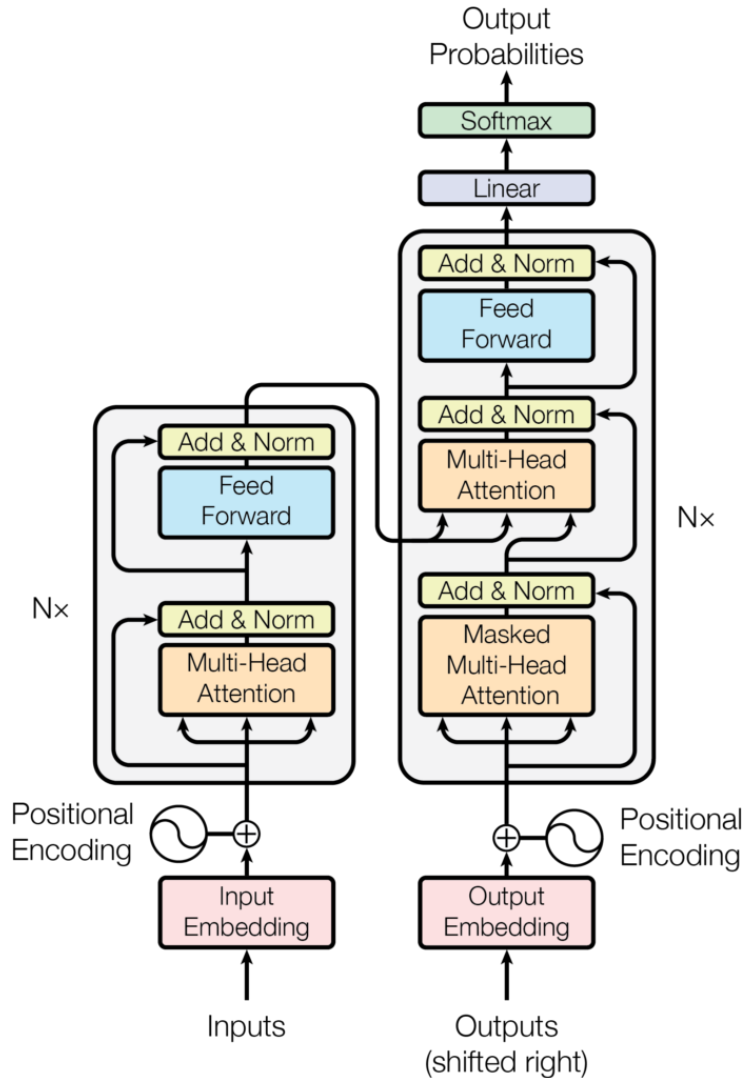 Output
Probabilities
Softmax
Linear
Add & Norm
Feed
Forward
Add & Norm
Multi-Head
Attention
Add & Norm
Masked
Multi-Head
Attention
N×
Add & Norm
Feed
Forward
Add & Norm
Multi-Head
Attention
N×
Positional
Encoding
Positional
Encoding
Input
Embedding
Output
Embedding
Inputs
Outputs
(shifted right)